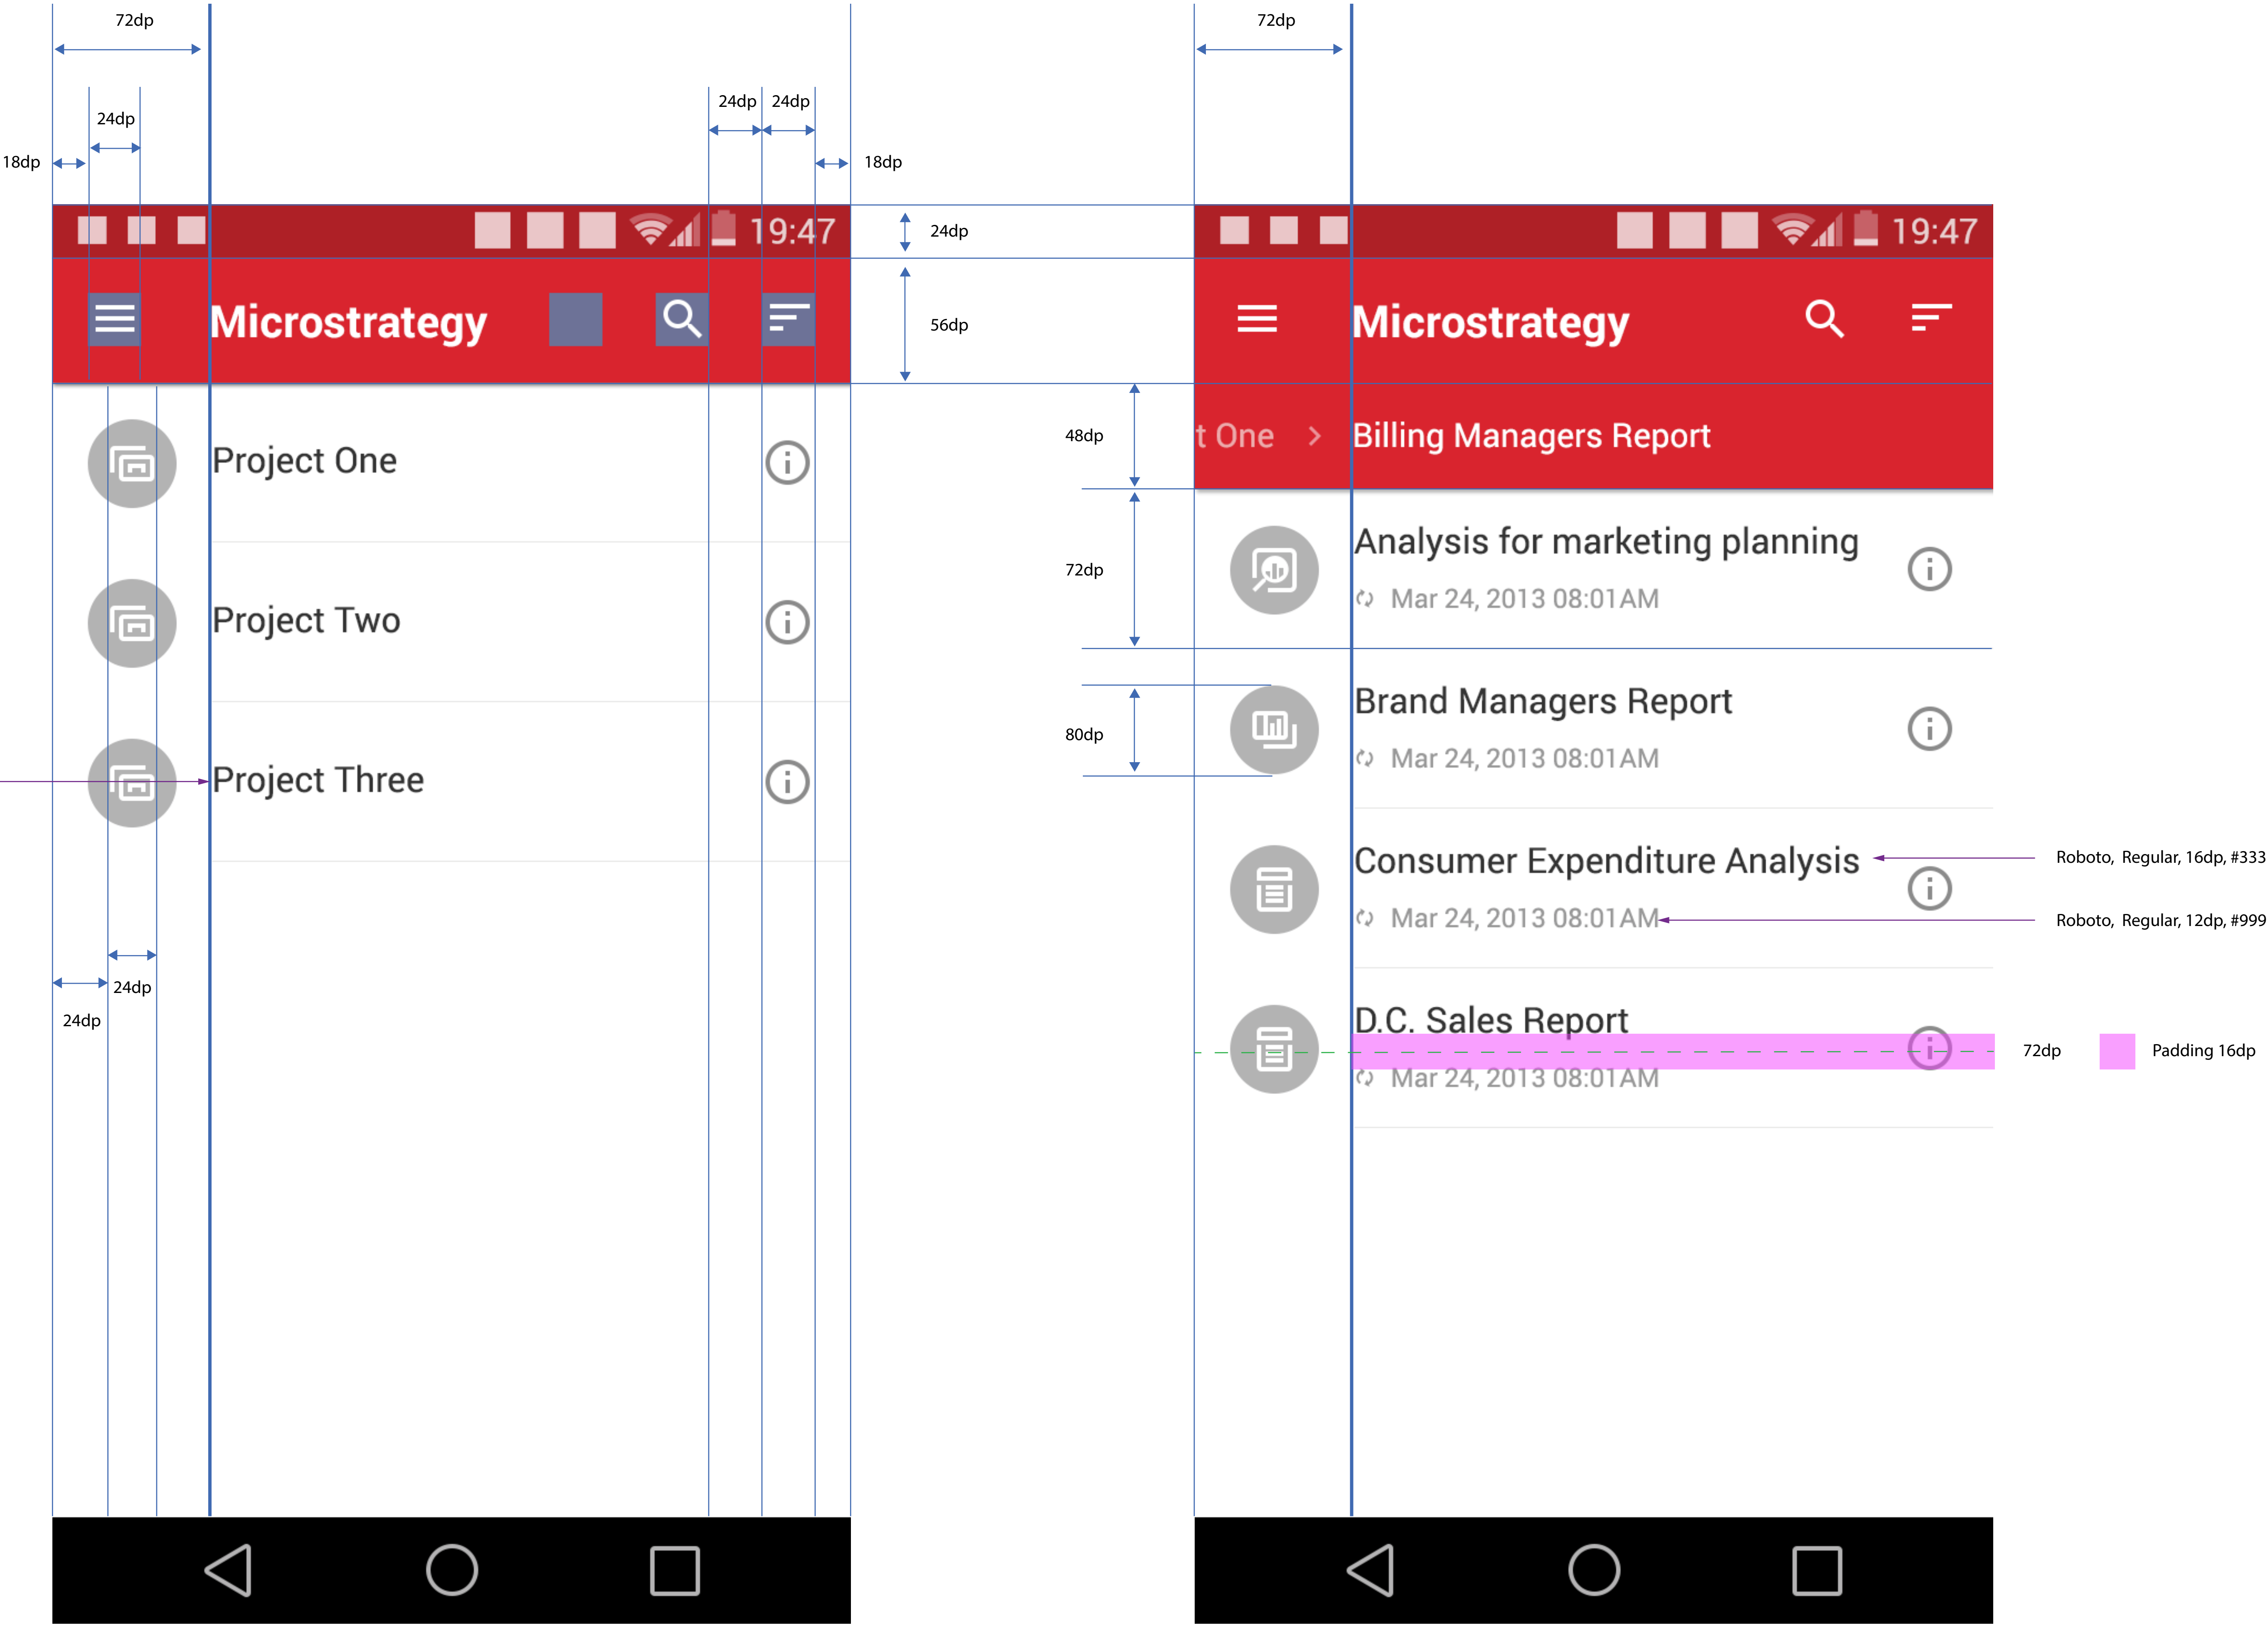 72dp
72dp
24dp
24dp
24dp
18dp
18dp
19:47
24dp
19:47
Microstrategy
56dp
Microstrategy
48dp
t One
Billing Managers Report
Project One
Analysis for marketing planning
72dp
Mar 24, 2013 08:01AM
Project Two
Brand Managers Report
80dp
Mar 24, 2013 08:01AM
Project Three
Consumer Expenditure Analysis
Roboto, Regular, 16dp, #333
Mar 24, 2013 08:01AM
Roboto, Regular, 12dp, #999
24dp
24dp
D.C. Sales Report
72dp
Padding 16dp
Mar 24, 2013 08:01AM